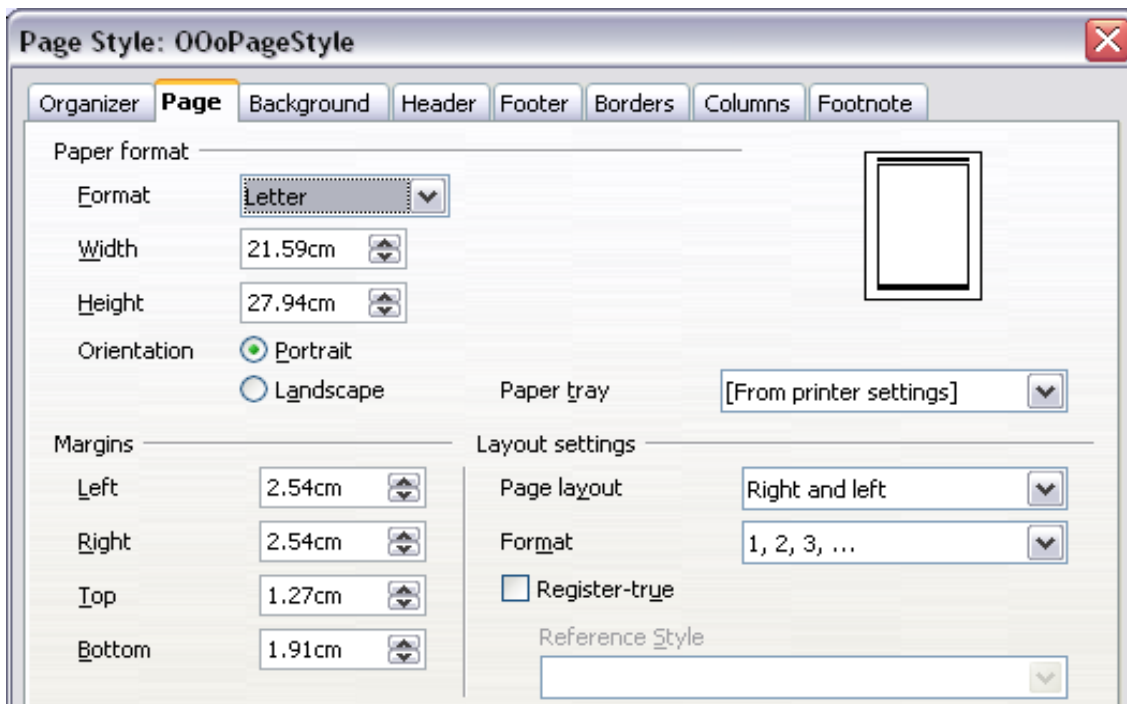 Page Style: OOoPageStyle
Organizer Page Background Header Footer Borders Columns Footnote
Paper format
Format Letter
Width 21.59cm
Height 27.94cm
Orientation Portrait
Landscape Paper tray [From printer settings]
Margins Layout settings
Left 2.54cm Page layout Right and left
Right 2.54cm Format 1, 2, 3, ...
Top 1.27cm Register-true
Bottom 1.91cm Reference Style